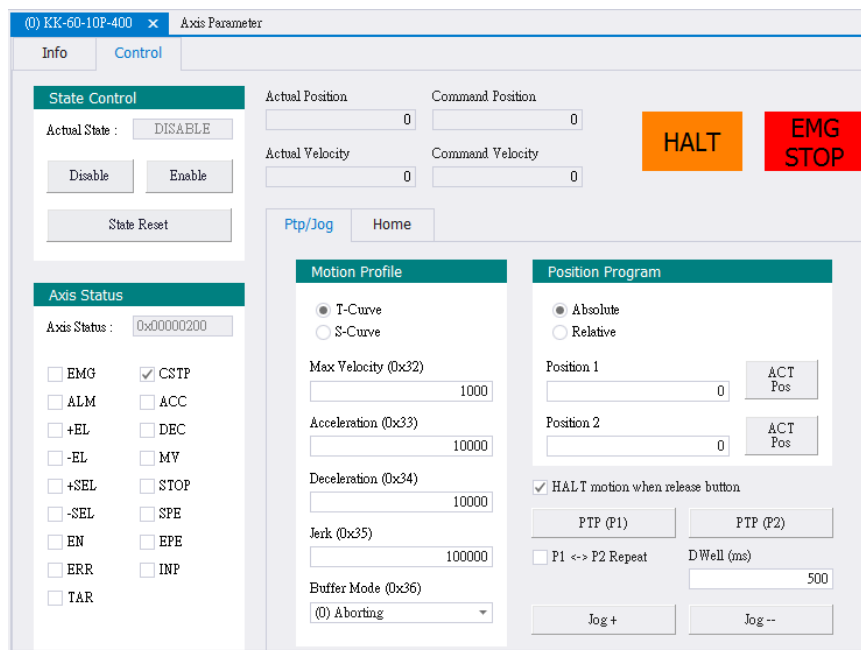 (0) KK-60-10P-400 × Axis Parameter
Info Control
State Control
Actual State : DISABLE
Disable Enable
State Reset
Axis Status
Axis Status : 0x00000200
EMG CSTP
ALM ACC
+EL DEC
-EL MV
+SEL STOP
-SEL SPE
EN EPE
ERR INP
TAR
Actual Position Command Position
0 0
Actual Velocity Command Velocity
0 0
HALT
EMG
STOP
Ptp/Jog Home
Motion Profile
T-Curve
S-Curve
Max Velocity (0x32)
1000
Acceleration (0x33)
10000
Deceleration (0x34)
10000
Jerk (0x35)
100000
Buffer Mode (0x36)
(0) Aborting
Position Program
Absolute
Relative
Position 1
0
ACT
Pos
Position 2
0
ACT
Pos
HALT motion when release button
PTP (P1) PTP (P2)
P1 <-> P2 Repeat DWell (ms)
500
Jog + Jog --